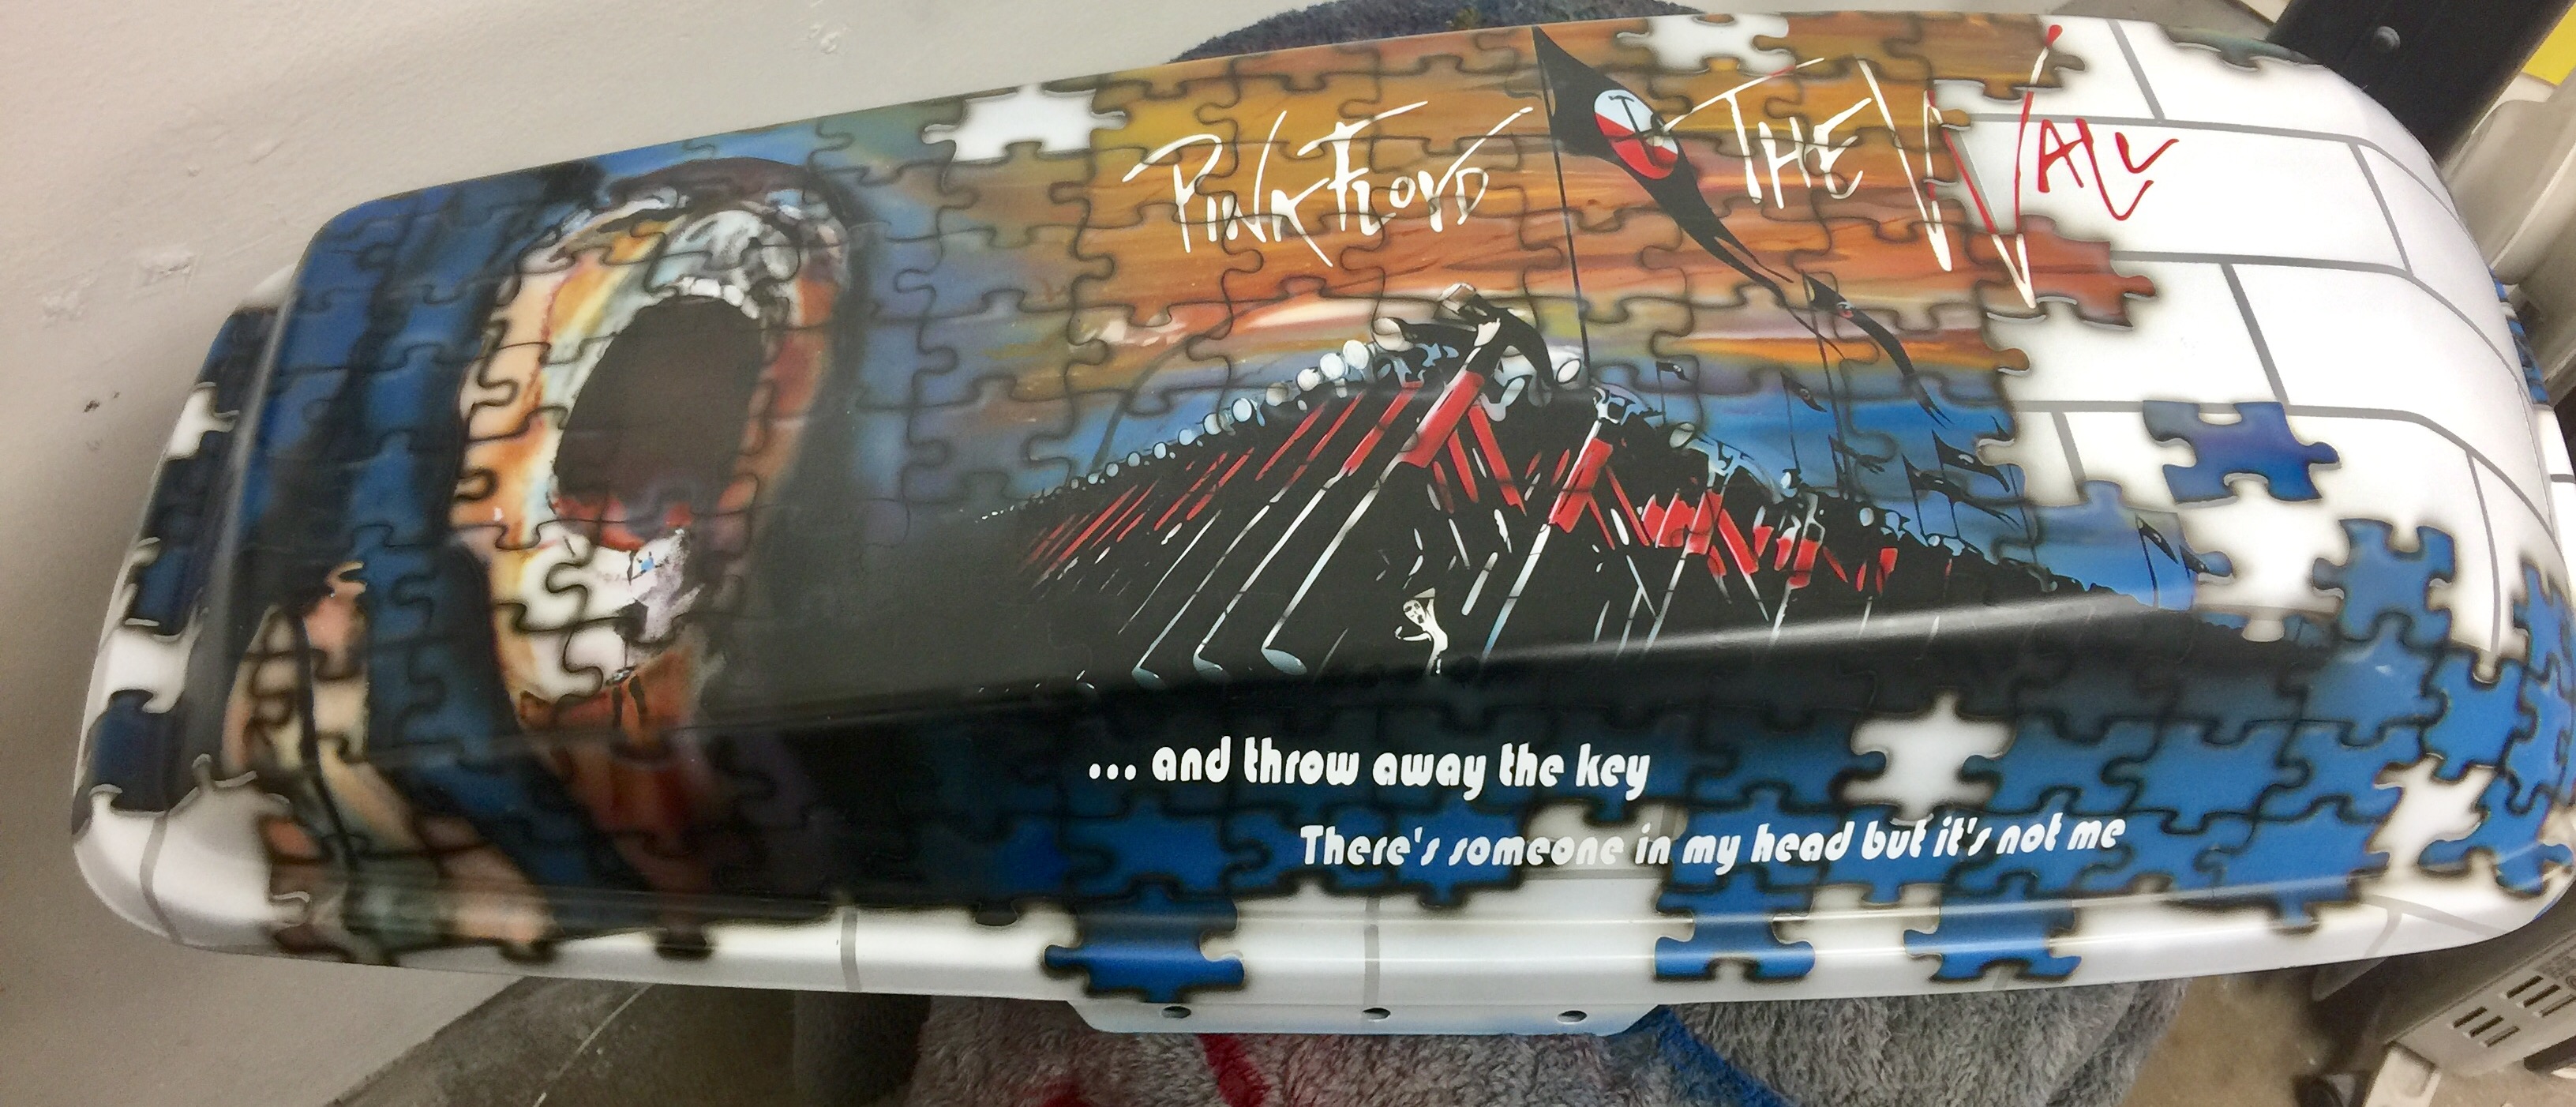 PINK FLOYD THE WALL
... and throw away the key
There's someone in my head but it's not me